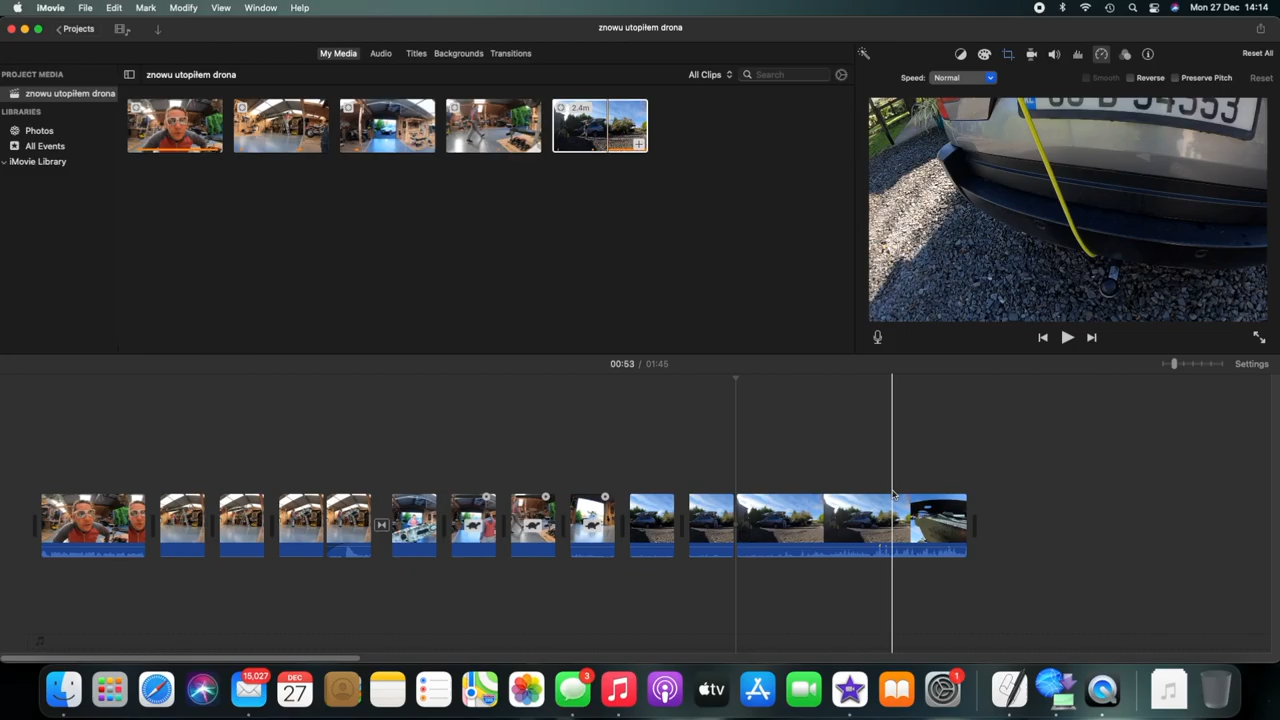 iMovie File Edit Mark Modify View Window Help Mon 27 Dec 14:14
Projects znowu utopiłem drona
My Media Audio Titles Backgrounds Transitions Reset All
PROJECT MEDIA znowu utopiłem drona All Clips Search Speed: Normal Smooth Reverse Preserve Pitch Reset
znowu utopiłem drona
LIBRARIES
Photos
All Events
iMovie Library
2.4m
00:53 / 01:45 Settings
15,027 3 1
DEC
27
tv